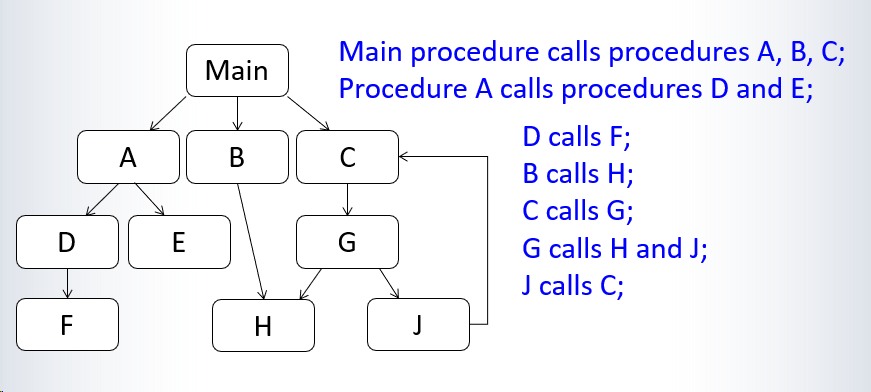 Main
Main procedure calls procedures A, B, C;
Procedure A calls procedures D and E;
A
B
C
D calls F;
B calls H;
C calls G;
G calls H and J;
J calls C;
D
E
G
F
H
J